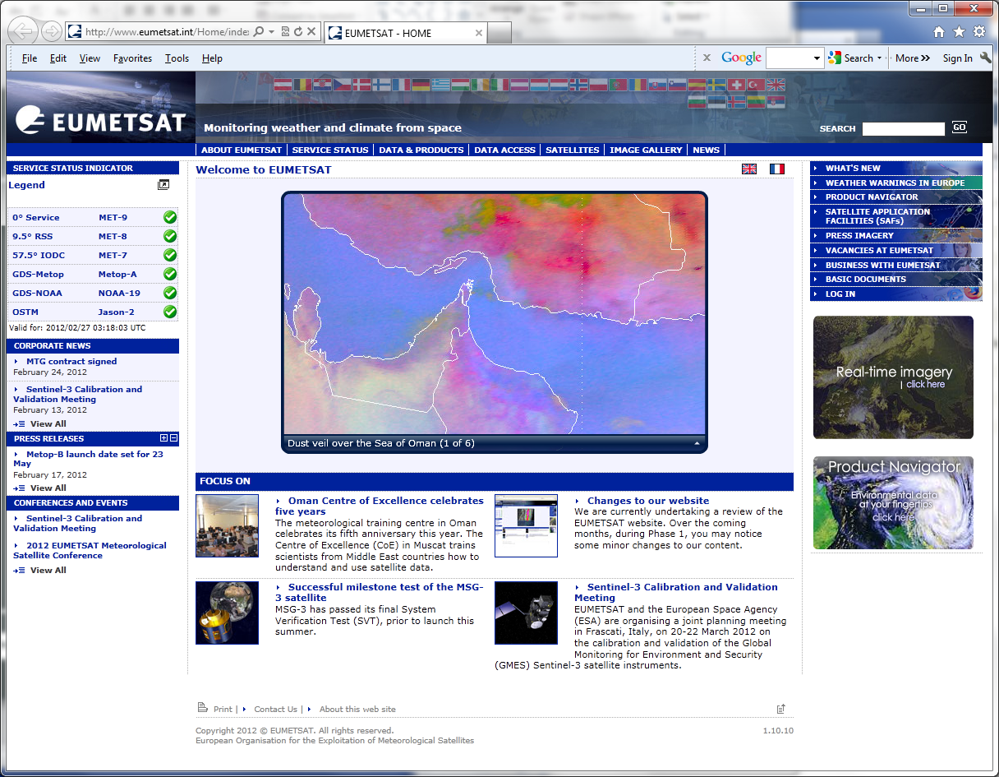 http://www.eumetsat.int/Home/inde
EUMETSAT - HOME
File Edit View Favorites Tools Help
Google Search More Sign In
EUMETSAT
Monitoring weather and climate from space
SEARCH GO
ABOUT EUMETSAT SERVICE STATUS DATA & PRODUCTS DATA ACCESS SATELLITES IMAGE GALLERY NEWS
SERVICE STATUS INDICATOR
Legend
0° Service MET-9
9.5° RSS MET-8
57.5° IODC MET-7
GDS-Metop Metop-A
GDS-NOAA NOAA-19
OSTM Jason-2
Valid for: 2012/02/27 03:18:03 UTC
CORPORATE NEWS
MTG contract signed
February 24, 2012
Sentinel-3 Calibration and
Validation Meeting
February 13, 2012
View All
PRESS RELEASES
Metop-B launch date set for 23
May
February 17, 2012
View All
CONFERENCES AND EVENTS
Sentinel-3 Calibration and
Validation Meeting
2012 EUMETSAT Meteorological
Satellite Conference
View All
Welcome to EUMETSAT
Dust veil over the Sea of Oman (1 of 6)
FOCUS ON
Oman Centre of Excellence celebrates
five years
The meteorological training centre in Oman
celebrates its fifth anniversary this year. The
Centre of Excellence (CoE) in Muscat trains
scientists from Middle East countries how to
understand and use satellite data.
Changes to our website
We are currently undertaking a review of the
EUMETSAT website. Over the coming
months, during Phase 1, you may notice
some minor changes to our content.
Successful milestone test of the MSG-
3 satellite
MSG-3 has passed its final System
Verification Test (SVT), prior to launch this
summer.
Sentinel-3 Calibration and Validation
Meeting
EUMETSAT and the European Space Agency
(ESA) are organising a joint planning meeting
in Frascati, Italy, on 20-22 March 2012 on
the calibration and validation of the Global
Monitoring for Environment and Security
(GMES) Sentinel-3 satellite instruments.
WHAT'S NEW
WEATHER WARNINGS IN EUROPE
PRODUCT NAVIGATOR
SATELLITE APPLICATION
FACILITIES (SAFs)
PRESS IMAGERY
VACANCIES AT EUMETSAT
BUSINESS WITH EUMETSAT
BASIC DOCUMENTS
LOG IN
Real-time imagery
| click here
Product Navigator
Environmental data
at your fingertips
click here
Print | Contact Us | About this web site
Copyright 2012 © EUMETSAT. All rights reserved. 1.10.10
European Organisation for the Exploitation of Meteorological Satellites